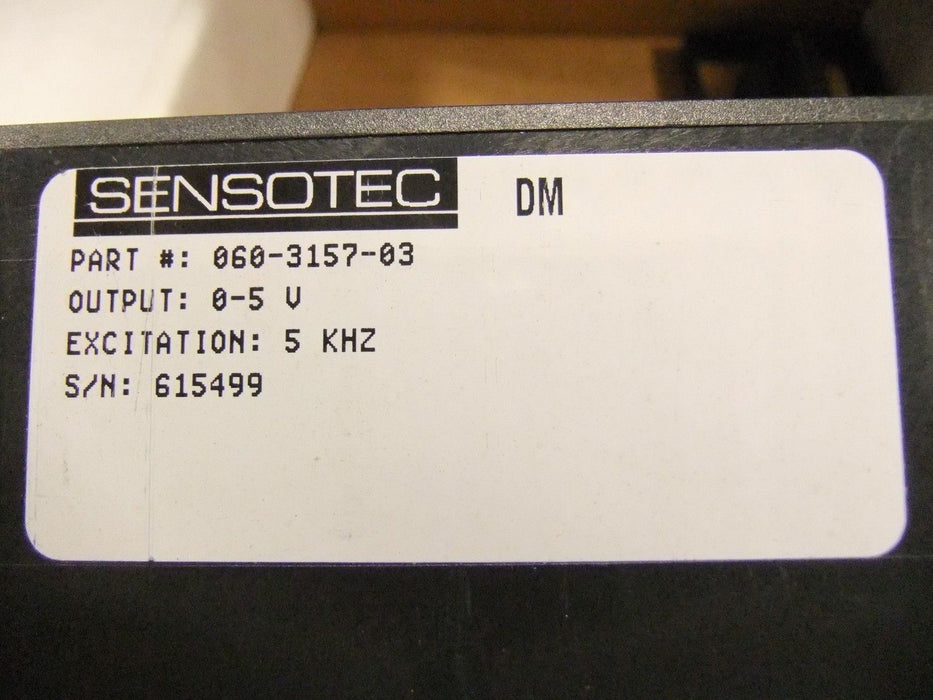 SENSOTEC DM
PART #: 060-3157-03
OUTPUT: 0-5 V
EXCITATION: 5 KHZ
S/N: 615499